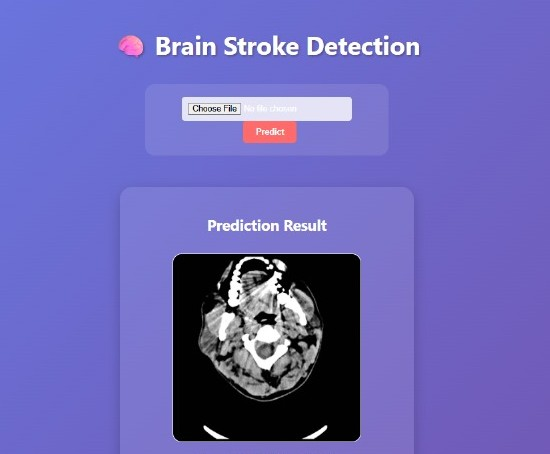 Brain Stroke Detection
Choose File No file chosen
Predict
Prediction Result